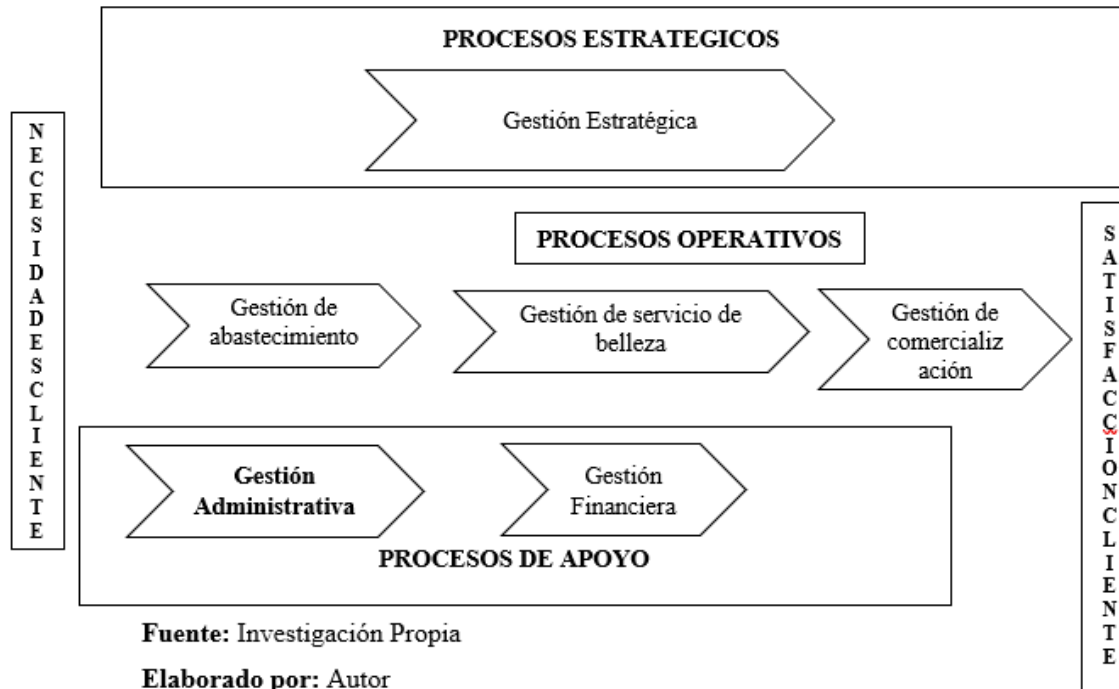 PROCESOS ESTRATEGICOS
Gestión Estratégica
NECESIDADESCLIENTE
PROCESOS OPERATIVOS
Gestión de
abastecimiento
Gestión de servicio de
belleza
Gestión de
comercializ
ación
SATISFACCIONCLIENTE
Gestión
Administrativa
Gestión
Financiera
PROCESOS DE APOYO
Fuente: Investigación Propia
Elaborado por: Autor